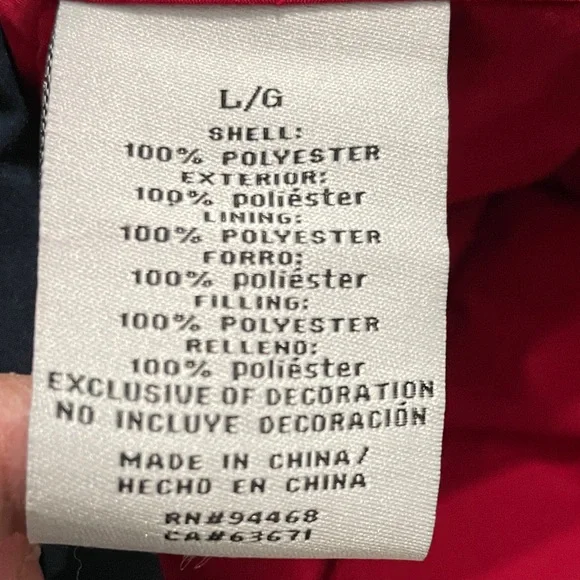 L/G
SHELL:
100% POLYESTER
EXTERIOR:
100% poliéster
LINING:
100% POLYESTER
FORRO:
100% poliéster
FILLING:
100% POLYESTER
RELLENO:
100% poliéster
EXCLUSIVE OF DECORATION
NO INCLUYE DECORACIÓN
MADE IN CHINA/
HECHO EN CHINA
RN#94468
CA#63671